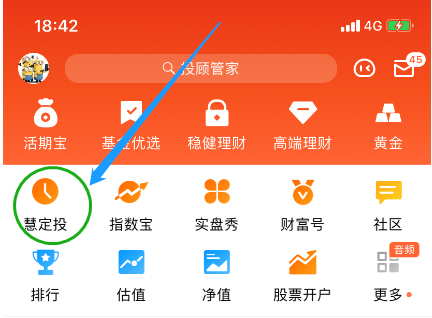 18:42 4G
投顾管家 45
活期宝 基金优选 稳健理财 高端理财 黄金
慧定投 指数宝 实盘秀 财富号 社区
音频
排行 估值 净值 股票开户 更多